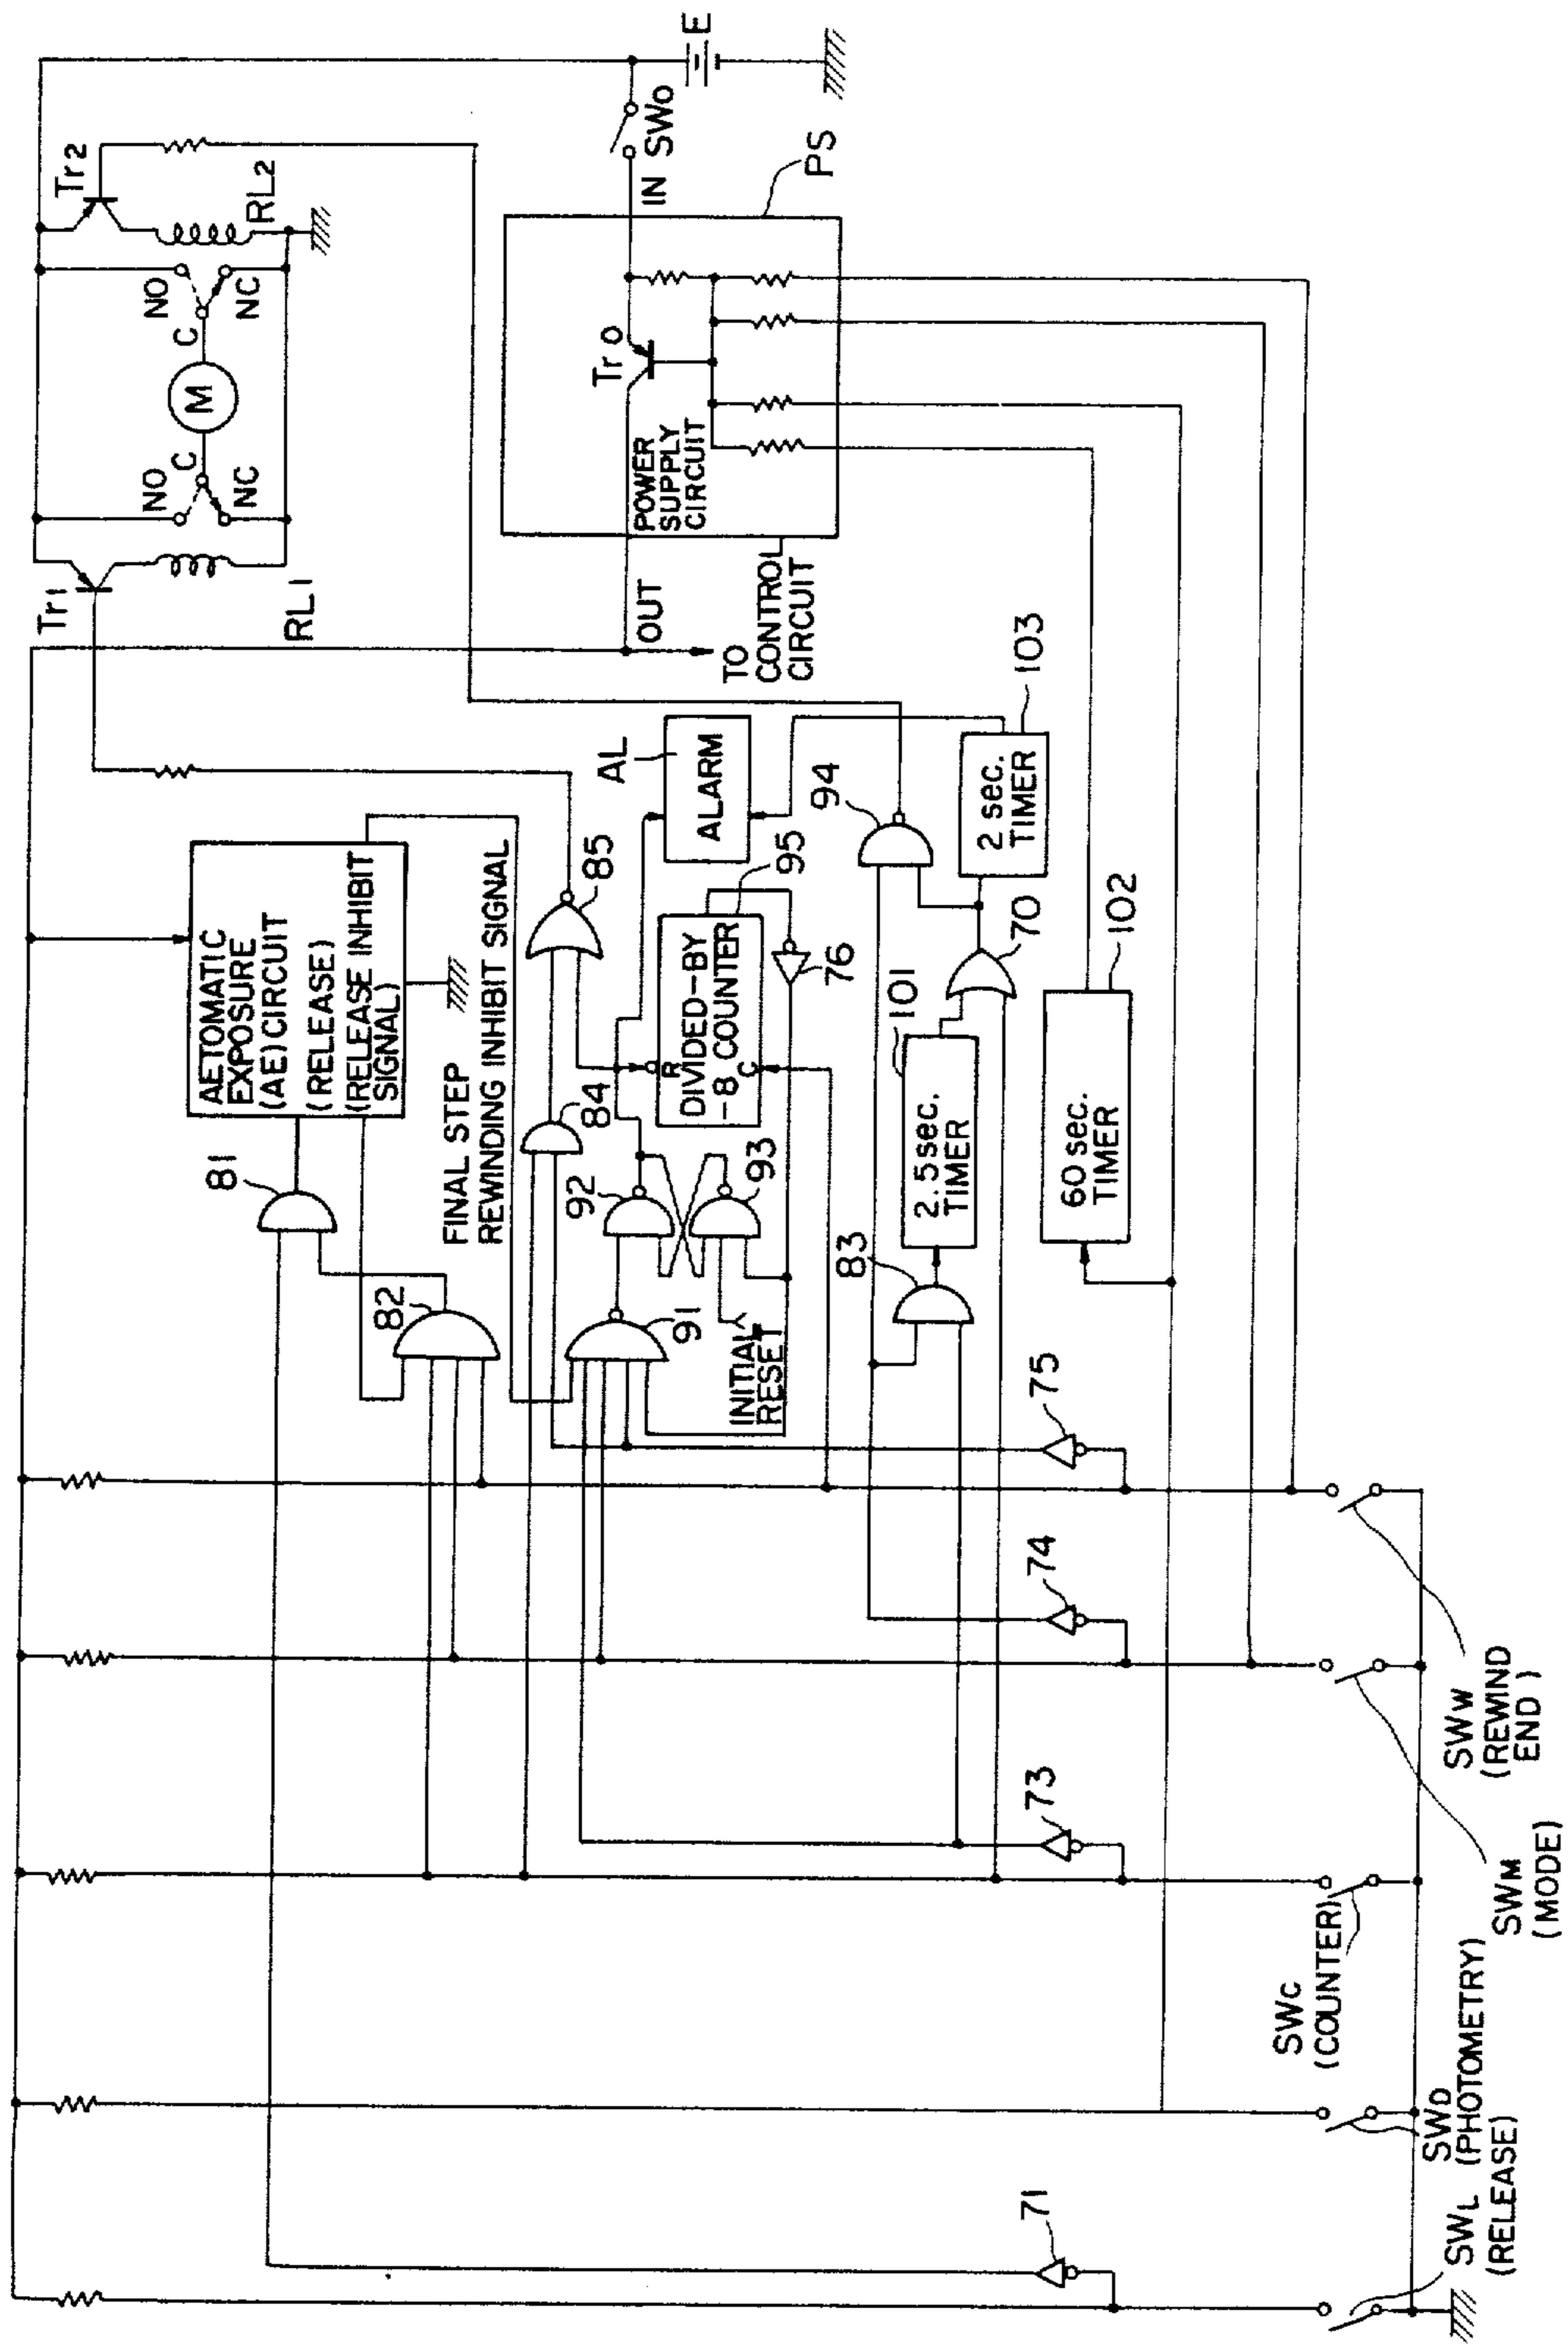 Tr2
RL2
NO
C
NC
M
NO
C
NC
Tr1
RL1
E
SWO
IN
PS
Tr O
POWER
SUPPLY
CIRCUIT
OUT
TO
CONTROL
CIRCUIT
AETOMATIC
EXPOSURE
(AE) CIRCUIT
(RELEASE)
(RELEASE INHIBIT
SIGNAL)
81
82
FINAL STEP
REWINDING INHIBIT SIGNAL
85
84
AL
ALARM
R
DIVIDED-BY
-8 COUNTER
C
95
76
92
93
91
INITIAL
RESET
94
83
101
2.5 sec.
TIMER
70
2 sec.
TIMER
103
60 sec.
TIMER
102
75
74
73
71
SWW
(REWIND
END)
SWM
(MODE)
SWC
(COUNTER)
SWD
(PHOTOMETRY)
SWL
(RELEASE)